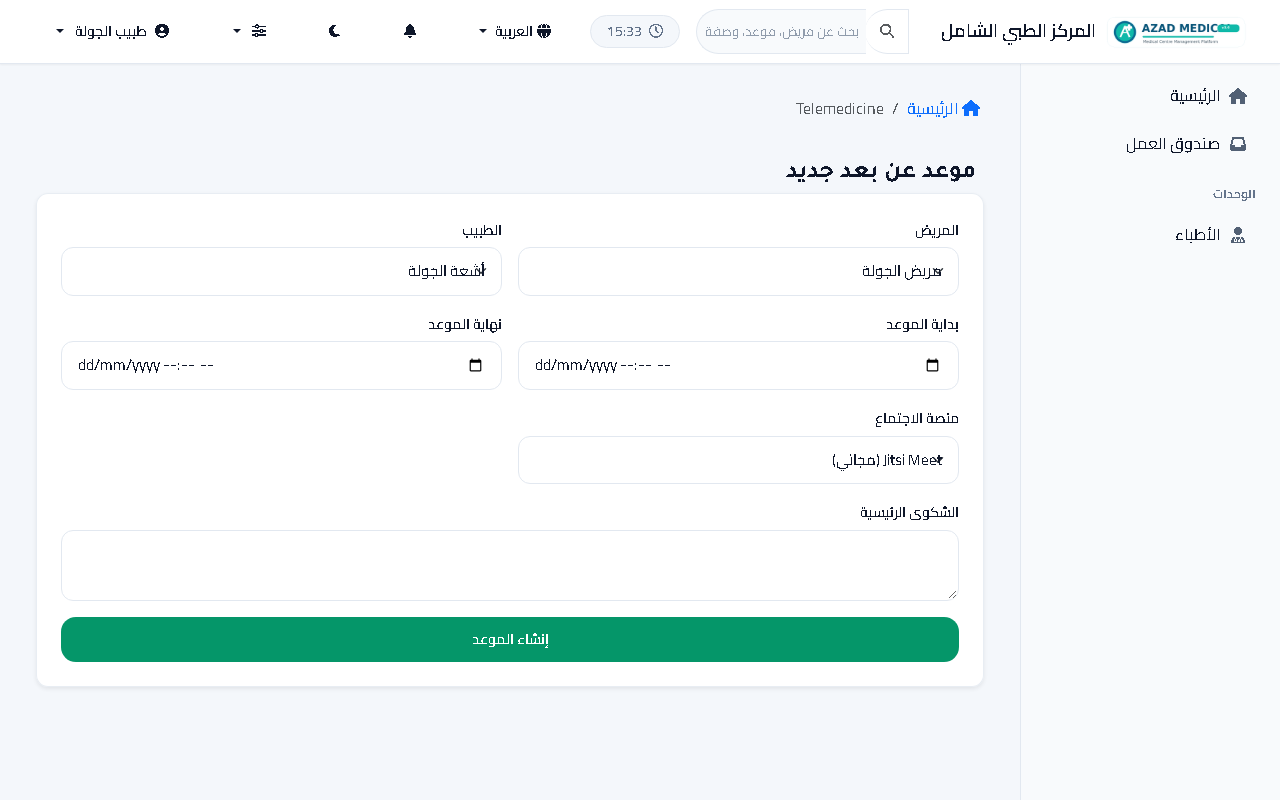 AZAD MEDIC
Medical Centre Management Platform
المركز الطبي الشامل
بحث عن مريض، موعد، وصفة
15:33
العربية
طبيب الجولة
الرئيسية
صندوق العمل
الوحدات
الأطباء
الرئيسية / Telemedicine
موعد عن بعد جديد
المريض
مريض الجولة
الطبيب
أشعة الجولة
بداية الموعد
dd/mm/yyyy --:-- --
نهاية الموعد
dd/mm/yyyy --:-- --
منصة الاجتماع
Jitsi Meet (مجاني)
الشكوى الرئيسية
إنشاء الموعد